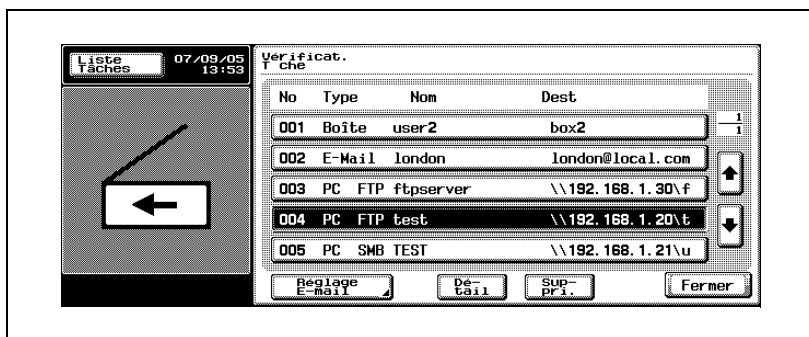 Liste
Tâches
07/09/05
13:53
Vérificat.
T che
No Type Nom Dest
001 Boîte user2 box2
002 E-Mail london london@local.com
003 PC FTP ftpserver \\192.168.1.30\f
004 PC FTP test \\192.168.1.20\t
005 PC SMB TEST \\192.168.1.21\u
1
1
Réglage
E-mail
Dé-
tail
Sup-
pri.
Fermer